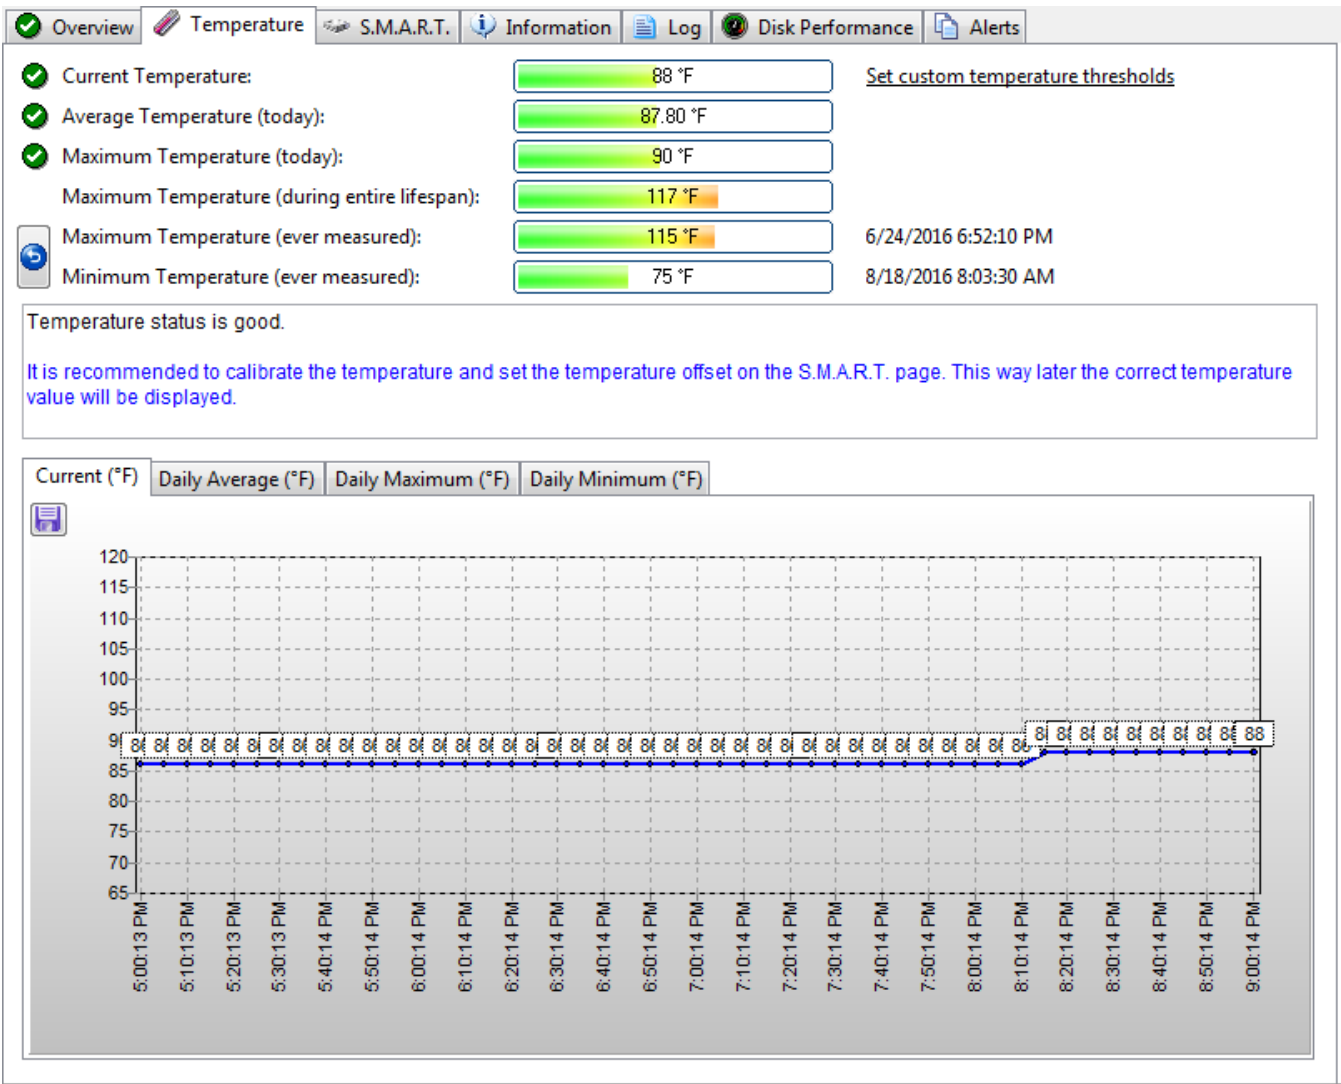 Overview Temperature S.M.A.R.T. Information Log Disk Performance Alerts
Current Temperature: 88 °F Set custom temperature thresholds
Average Temperature (today): 87.80 °F
Maximum Temperature (today): 90 °F
Maximum Temperature (during entire lifespan): 117 °F
Maximum Temperature (ever measured): 115 °F 6/24/2016 6:52:10 PM
Minimum Temperature (ever measured): 75 °F 8/18/2016 8:03:30 AM
Temperature status is good.
It is recommended to calibrate the temperature and set the temperature offset on the S.M.A.R.T. page. This way later the correct temperature
value will be displayed.
Current (°F) Daily Average (°F) Daily Maximum (°F) Daily Minimum (°F)
120
115
110
105
100
95
88
85
80
75
70
65
5:00:13 PM 5:10:13 PM 5:20:13 PM 5:30:13 PM 5:40:14 PM 5:50:14 PM 6:00:14 PM 6:10:14 PM 6:20:14 PM 6:30:14 PM 6:40:14 PM 6:50:14 PM 7:00:14 PM 7:10:14 PM 7:20:14 PM 7:30:14 PM 7:40:14 PM 7:50:14 PM 8:00:14 PM 8:10:14 PM 8:20:14 PM 8:30:14 PM 8:40:14 PM 8:50:14 PM 9:00:14 PM